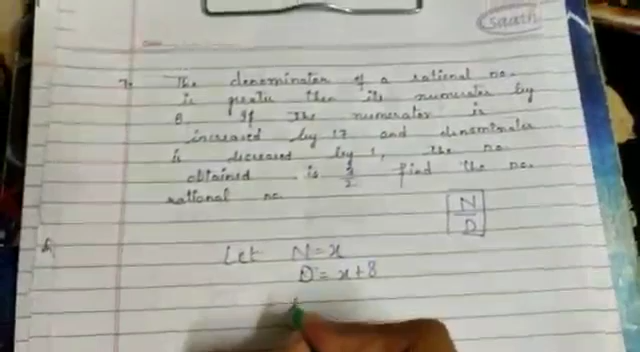 saath
Date
7. The denominator of a rational no.
is greater then its numerator by
8. If the numerator is
increased by 17 and denominator
is decreased by 1, the no.
obtained is 3/2 find the no.
rational no.
N/D
Let N = x
D = x + 8